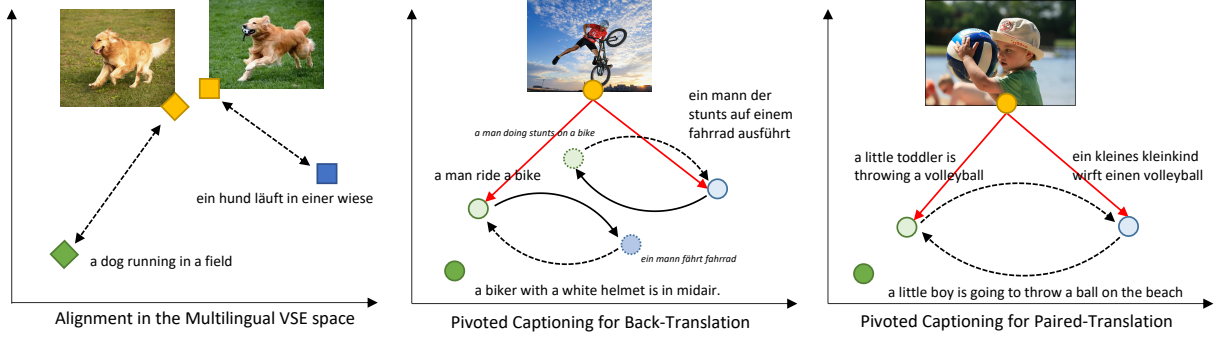 ein hund läuft in einer wiese
a dog running in a field
Alignment in the Multilingual VSE space
ein mann der
stunts auf einem
fahrrad ausführt
a man doing stunts on a bike
a man ride a bike
ein mann fährt fahrrad
a biker with a white helmet is in midair.
Pivoted Captioning for Back-Translation
a little toddler is
throwing a volleyball
ein kleines kleinkind
wirft einen volleyball
a little boy is going to throw a ball on the beach
Pivoted Captioning for Paired-Translation